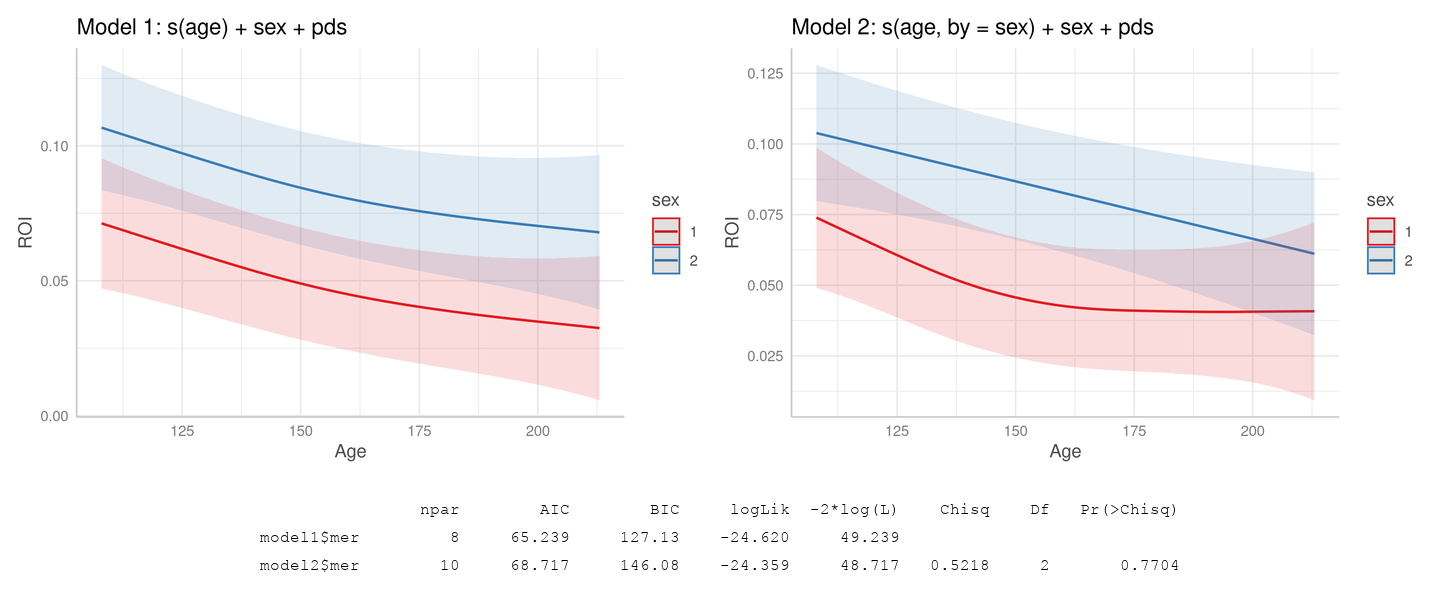 Model 1: s(age) + sex + pds
0.10
0.05
0.00
ROI
125 150 175 200
Age
sex
1
2
Model 2: s(age, by = sex) + sex + pds
0.125
0.100
0.075
0.050
0.025
ROI
125 150 175 200
Age
sex
1
2
npar AIC BIC logLik -2*log(L) Chisq Df Pr(>Chisq)
model1$mer 8 65.239 127.13 -24.620 49.239
model2$mer 10 68.717 146.08 -24.359 48.717 0.5218 2 0.7704